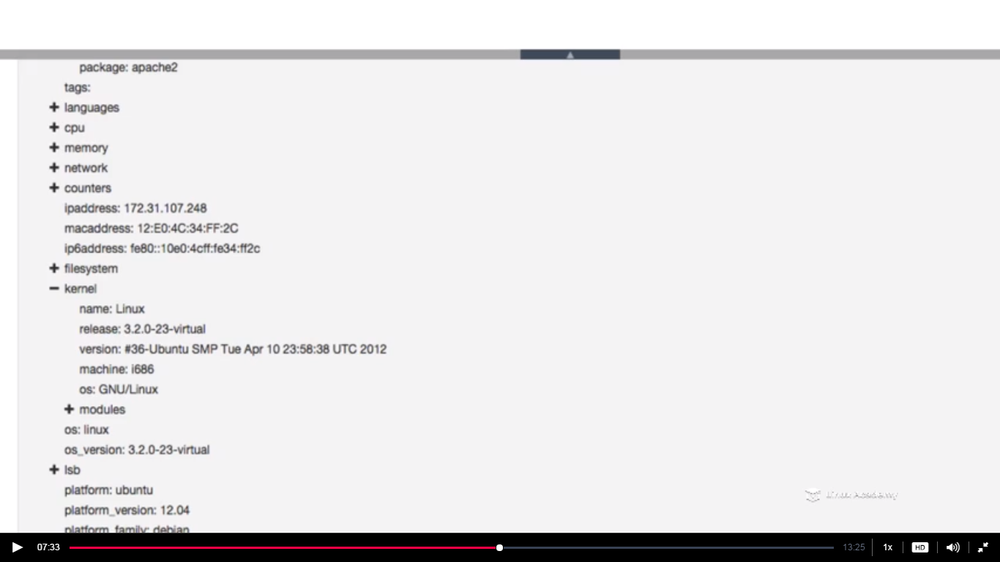 package: apache2
tags:
languages
cpu
memory
network
counters
ipaddress: 172.31.107.248
macaddress: 12:E0:4C:34:FF:2C
ip6address: fe80::10e0:4cff:fe34:ff2c
filesystem
kernel
name: Linux
release: 3.2.0-23-virtual
version: #36-Ubuntu SMP Tue Apr 10 23:58:38 UTC 2012
machine: i686
os: GNU/Linux
modules
os: linux
os_version: 3.2.0-23-virtual
lsb
platform: ubuntu
Linux Academy
platform_version: 12.04
platform_family: debian
07:33 13:25 1x HD